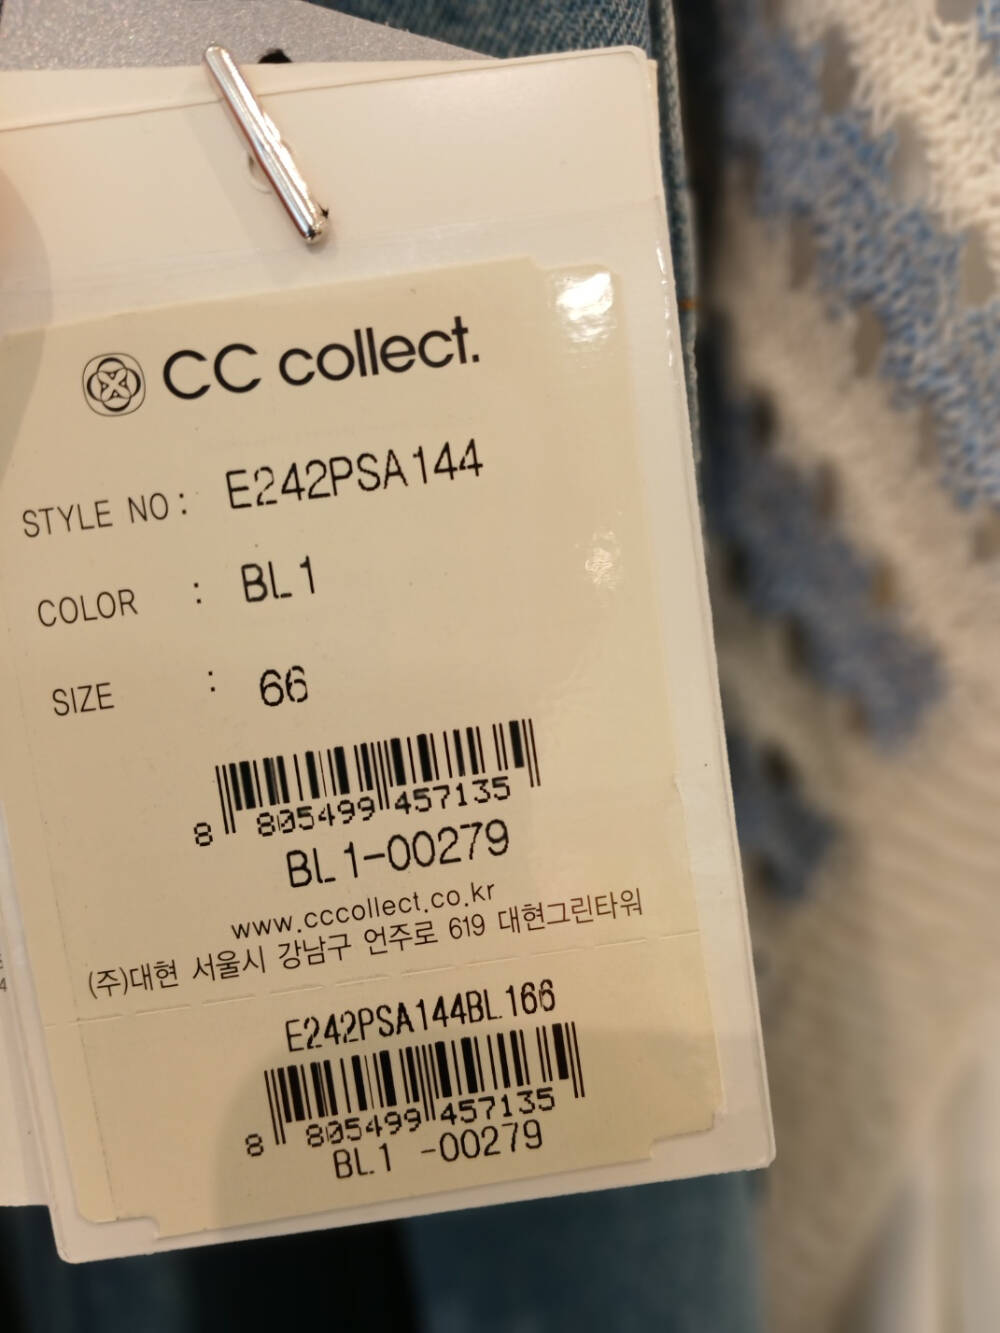 CC collect.
STYLE NO : E242PSA144
COLOR : BL1
SIZE : 66
8 805499 457135
BL1-00279
www.cccollect.co.kr
(주)대현 서울시 강남구 언주로 619 대현그린타워
E242PSA144BL166
8 805499 457135
BL1 -00279